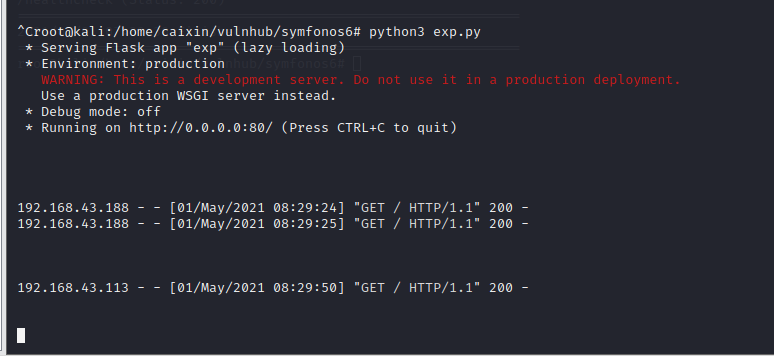 ^Croot@kali:/home/caixin/vulnhub/symfonos6# python3 exp.py
* Serving Flask app "exp" (lazy loading)
* Environment: production
WARNING: This is a development server. Do not use it in a production deployment.
Use a production WSGI server instead.
* Debug mode: off
* Running on http://0.0.0.0:80/ (Press CTRL+C to quit)
192.168.43.188 - - [01/May/2021 08:29:24] "GET / HTTP/1.1" 200 -
192.168.43.188 - - [01/May/2021 08:29:25] "GET / HTTP/1.1" 200 -
192.168.43.113 - - [01/May/2021 08:29:50] "GET / HTTP/1.1" 200 -